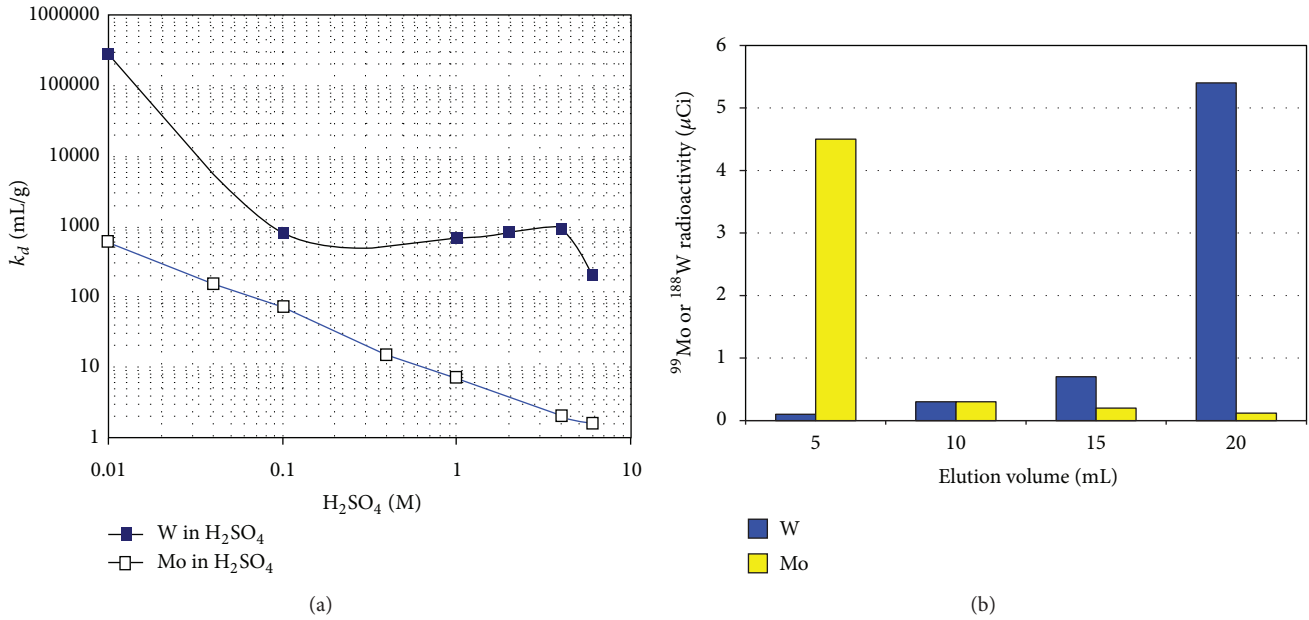 1000000
100000
10000
1000
100
10
1
k_d (mL/g)
0.01 0.1 1 10
H₂SO₄ (M)
W in H₂SO₄
Mo in H₂SO₄
(a)
6
5
4
3
2
1
0
⁹⁹Mo or ¹⁸⁸W radioactivity (μCi)
5 10 15 20
Elution volume (mL)
W
Mo
(b)